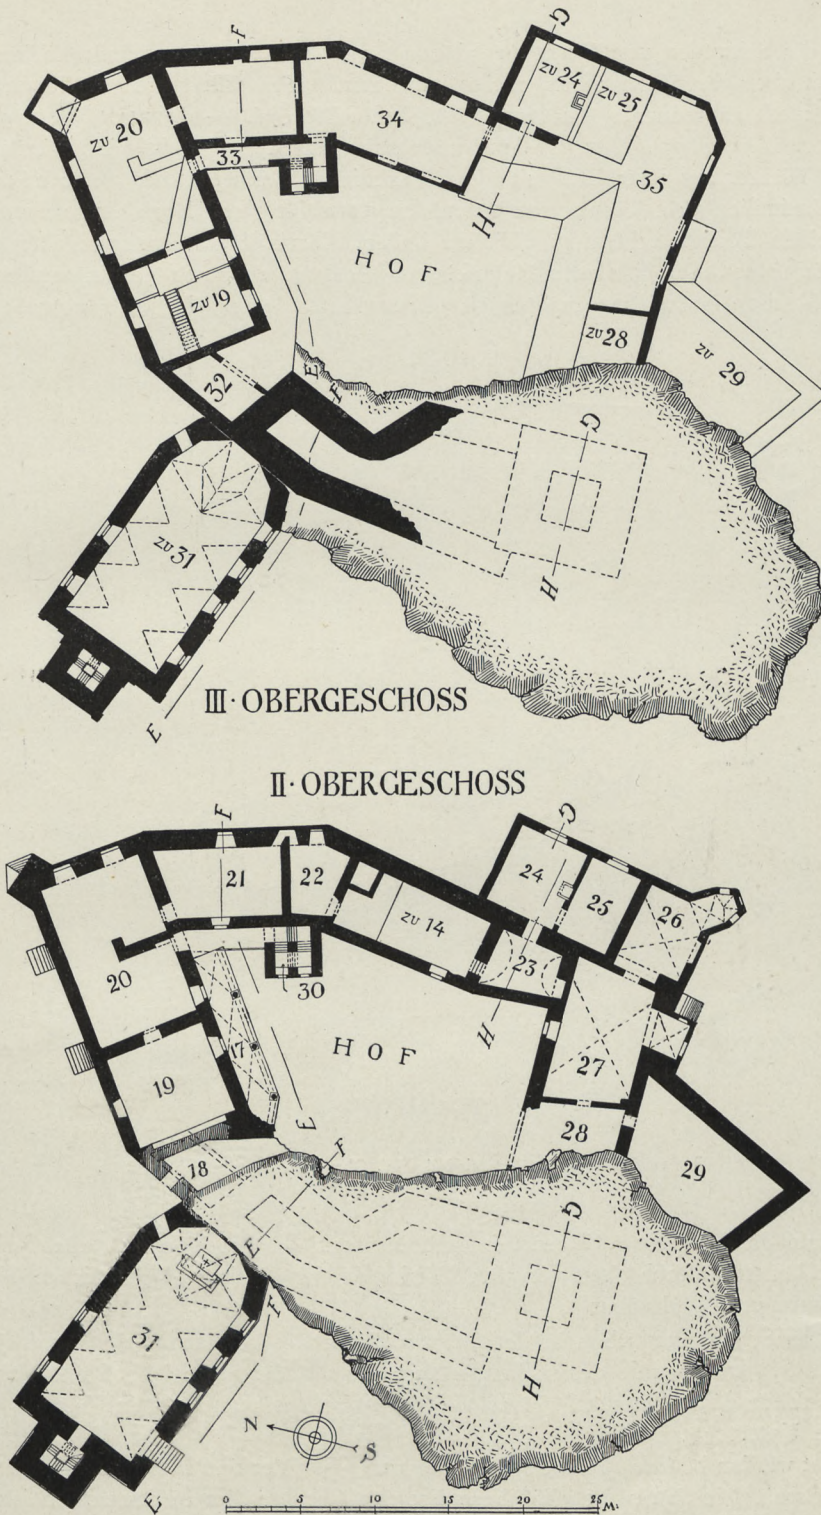 G
F
zu 24
zu 25
zu 20
34
33
35
H
HOF
zu 19
zu 28
zu 29
32
E
F
G
zu 31
H
III · OBERGESCHOSS
E
II · OBERGESCHOSS
F
G
24
21
22
25
26
zu 14
23
20
30
H
17
HOF
27
19
28
E
F
18
29
G
E
F
31
H
N
S
E
0 5 10 15 20 25 M: